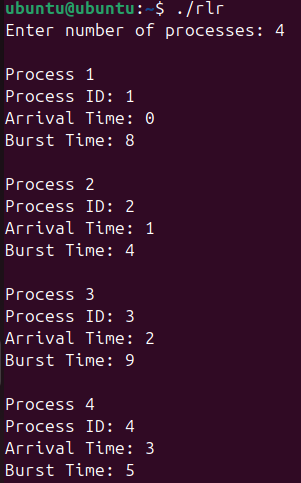 ubuntu@ubuntu:~$ ./rlr
Enter number of processes: 4
Process 1
Process ID: 1
Arrival Time: 0
Burst Time: 8
Process 2
Process ID: 2
Arrival Time: 1
Burst Time: 4
Process 3
Process ID: 3
Arrival Time: 2
Burst Time: 9
Process 4
Process ID: 4
Arrival Time: 3
Burst Time: 5